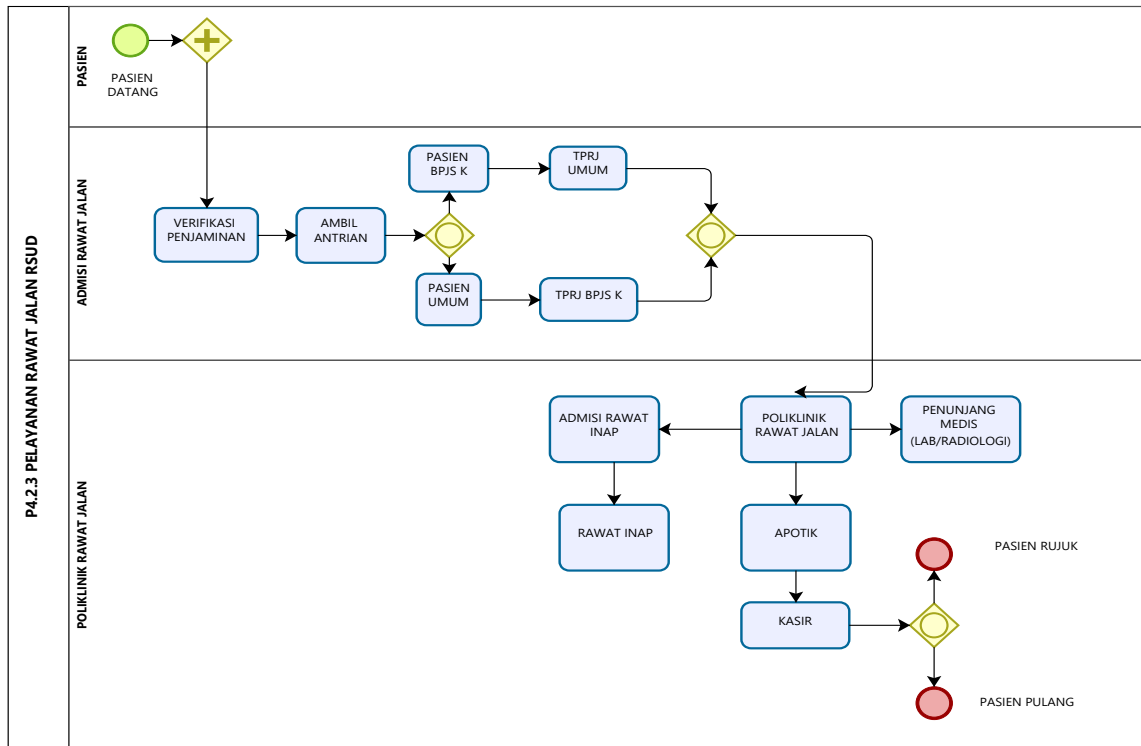 P4.2.3 PELAYANAN RAWAT JALAN RSUD
PASIEN
PASIEN
DATANG
ADMISI RAWAT JALAN
VERIFIKASI
PENJAMINAN
AMBIL
ANTRIAN
PASIEN
BPJS K
TPRJ
UMUM
PASIEN
UMUM
TPRJ BPJS K
POLIKLINIK RAWAT JALAN
ADMISI RAWAT
INAP
POLIKLINIK
RAWAT JALAN
PENUNJANG
MEDIS
(LAB/RADIOLOGI)
RAWAT INAP
APOTIK
KASIR
PASIEN RUJUK
PASIEN PULANG